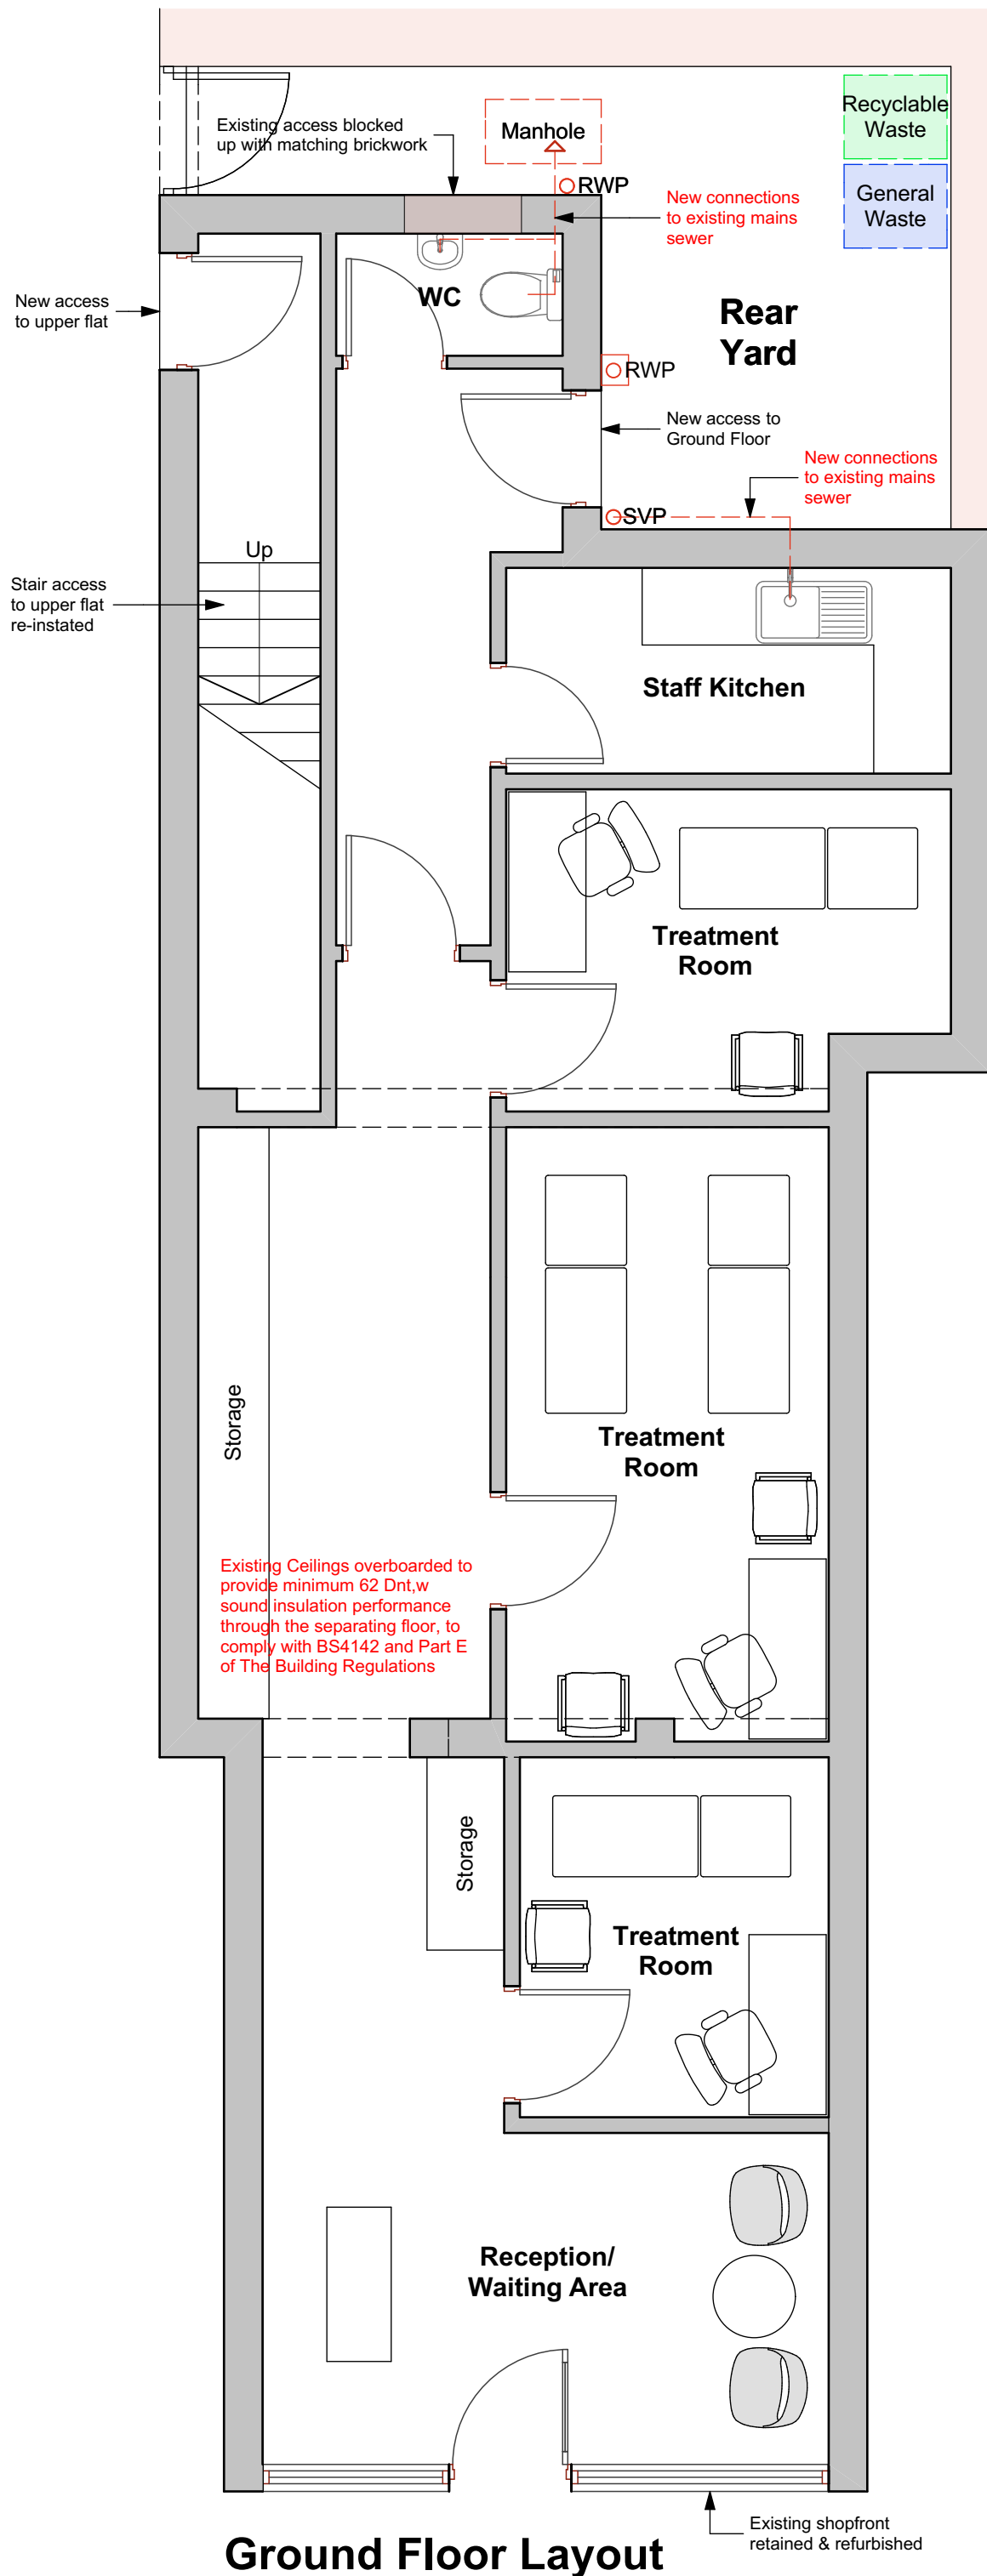 Existing access blocked
up with matching brickwork
Manhole
Recyclable
Waste
RWP
New connections
to existing mains
sewer
General
Waste
New access
to upper flat
WC
Rear
Yard
RWP
New access to
Ground Floor
New connections
to existing mains
sewer
SVP
Up
Stair access
to upper flat
re-instated
Staff Kitchen
Treatment
Room
Storage
Treatment
Room
Existing Ceilings overboarded to
provide minimum 62 Dnt,w
sound insulation performance
through the separating floor, to
comply with BS4142 and Part E
of The Building Regulations
Storage
Treatment
Room
Reception/
Waiting Area
Existing shopfront
retained & refurbished
Ground Floor Layout